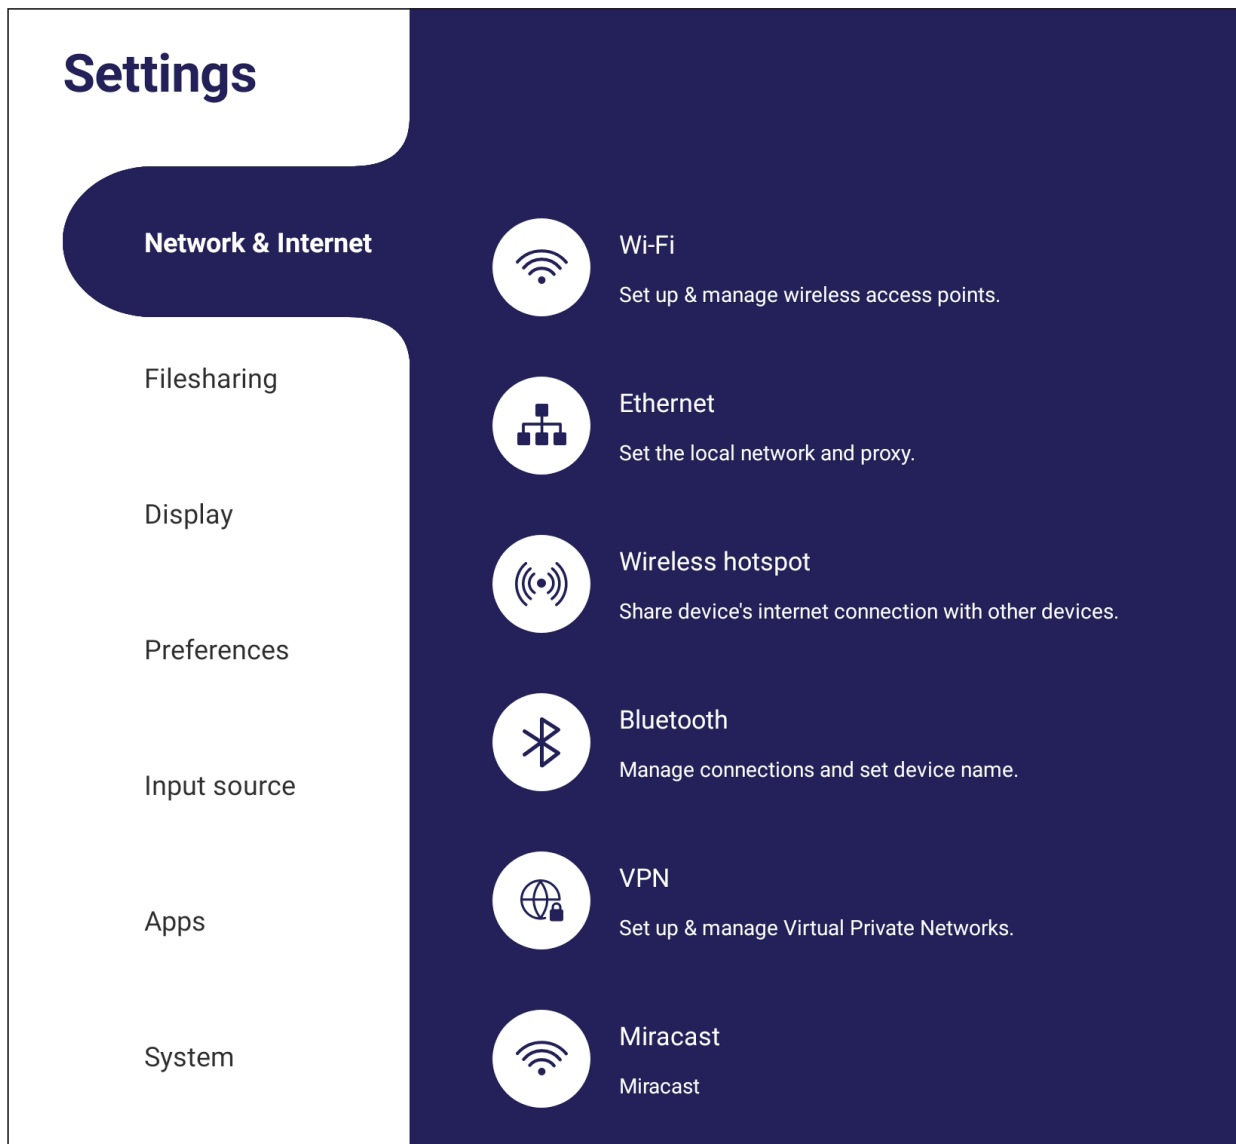 Settings
Network & Internet
Filesharing
Display
Preferences
Input source
Apps
System
Wi-Fi
Set up & manage wireless access points.
Ethernet
Set the local network and proxy.
Wireless hotspot
Share device's internet connection with other devices.
Bluetooth
Manage connections and set device name.
VPN
Set up & manage Virtual Private Networks.
Miracast
Miracast